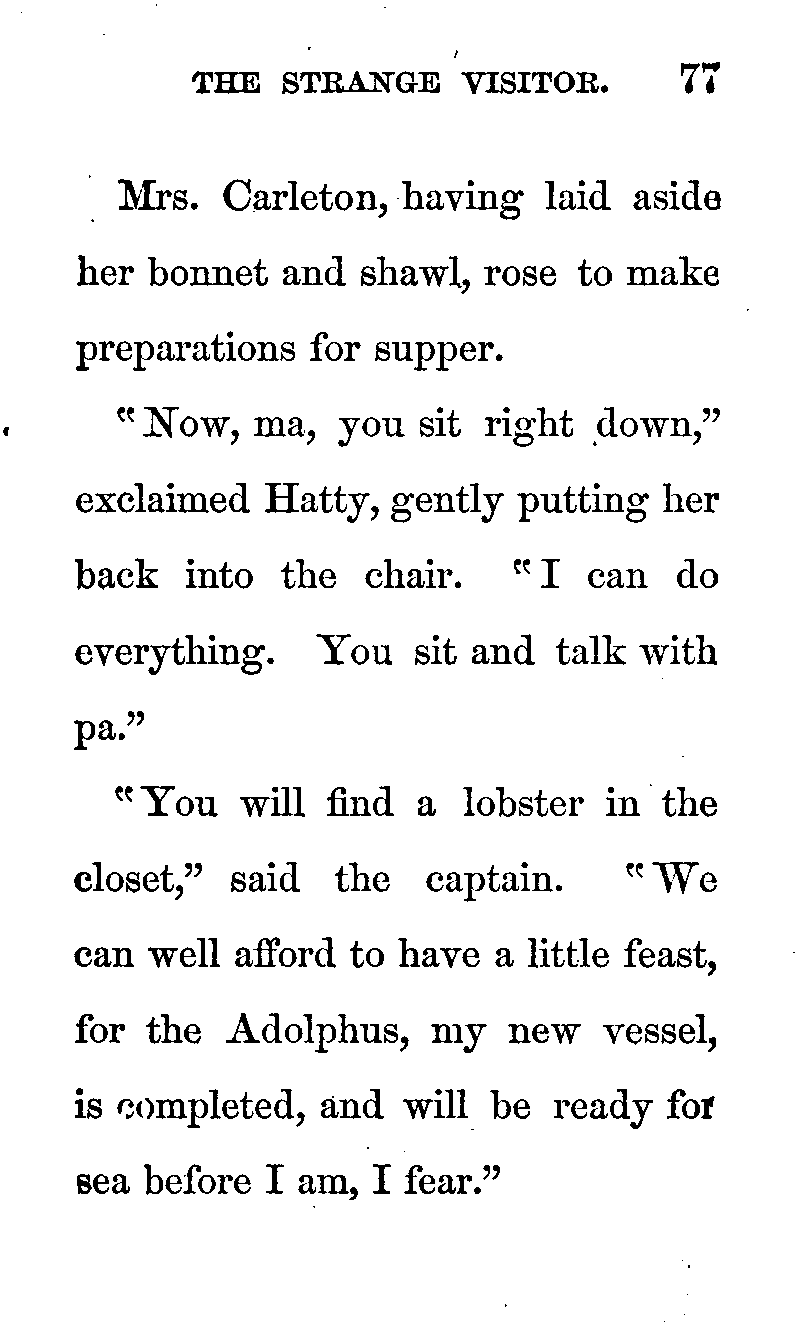 THE STRANGE VISITOR. 77
Mrs. Carleton, having laid aside
her bonnet and shawl, rose to make
preparations for supper.
“Now, ma, you sit right down,”
exclaimed Hatty, gently putting her
back into the chair. “I can do
everything. You sit and talk with
pa.”
“You will find a lobster in the
closet,” said the captain. “We
can well afford to have a little feast,
for the Adolphus, my new vessel,
is completed, and will be ready for
sea before I am, I fear.”